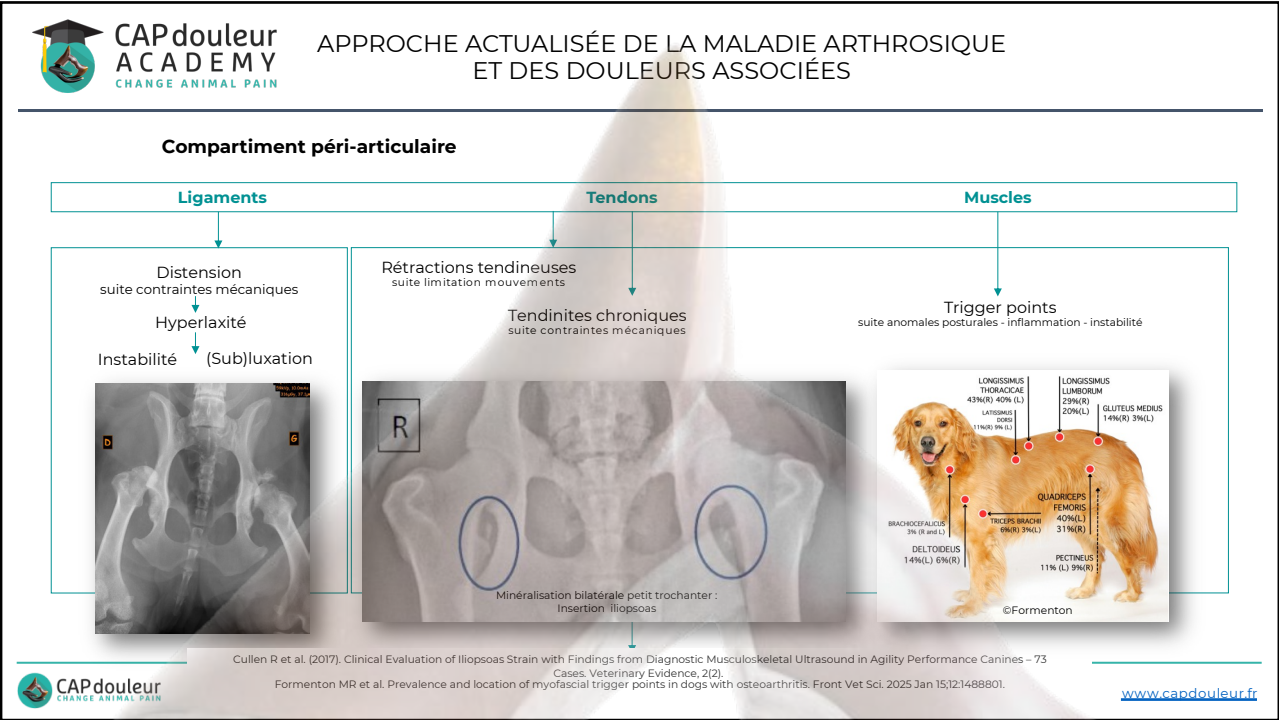 CAPdouleur
ACADEMY
CHANGE ANIMAL PAIN
APPROCHE ACTUALISÉE DE LA MALADIE ARTHROSIQUE
ET DES DOULEURS ASSOCIÉES
Compartiment péri-articulaire
Ligaments
Tendons
Muscles
Distension
suite contraintes mécaniques
Hyperlaxité
Instabilité
(Sub)luxation
Rétractions tendineuses
suite limitation mouvements
Tendinites chroniques
suite contraintes mécaniques
Trigger points
suite anomales posturales - inflammation - instabilité
D
G
R
Minéralisation bilatérale petit trochanter :
Insertion iliopsoas
LONGISSIMUS
THORACICAE
43%(R) 40% (L)
LATISSIMUS
DORSI
11%(R) 9% (L)
LONGISSIMUS
LUMBORUM
29%(R)
20%(L)
GLUTEUS MEDIUS
14%(R) 3%(L)
BRACHIOCEFALICUS
3% (R and L)
DELTOIDEUS
14%(L) 6%(R)
TRICEPS BRACHII
6%(R) 3%(L)
QUADRICEPS
FEMORIS
40%(L)
31%(R)
PECTINEUS
11% (L) 9%(R)
©Formenton
Cullen R et al. (2017). Clinical Evaluation of Iliopsoas Strain with Findings from Diagnostic Musculoskeletal Ultrasound in Agility Performance Canines – 73
Cases. Veterinary Evidence, 2(2).
Formenton MR et al. Prevalence and location of myofascial trigger points in dogs with osteoarthritis. Front Vet Sci. 2025 Jan 15;12:1488801.
CAPdouleur
CHANGE ANIMAL PAIN
www.capdouleur.fr